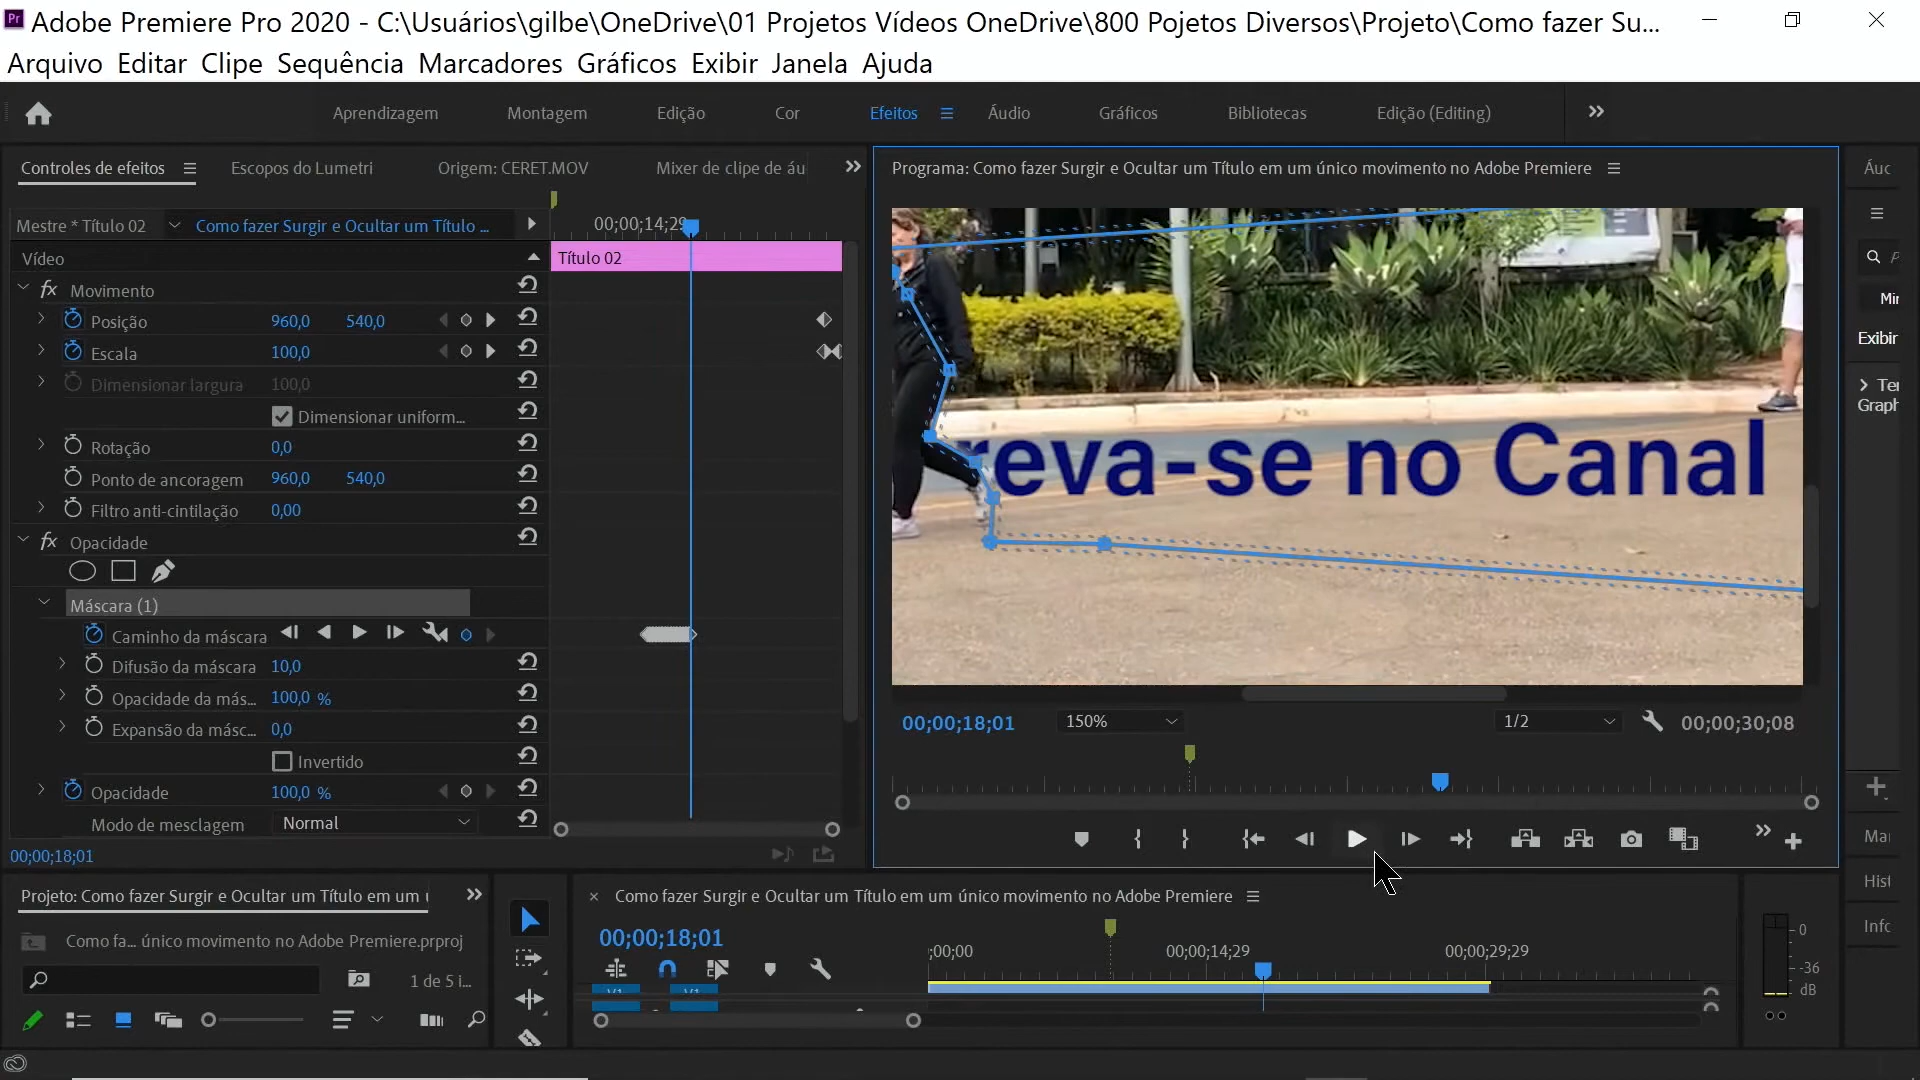 Pr Adobe Premiere Pro 2020 - C:\Usuários\gilbe\OneDrive\01 Projetos Vídeos OneDrive\800 Pojetos Diversos\Projeto\Como fazer Su...
Arquivo Editar Clipe Sequência Marcadores Gráficos Exibir Janela Ajuda
Aprendizagem Montagem Edição Cor Efeitos Áudio Gráficos Bibliotecas Edição (Editing)
Controles de efeitos Escopos do Lumetri Origem: CERET.MOV Mixer de clipe de áu
Mestre * Título 02 Como fazer Surgir e Ocultar um Título ...
00;00;14;29
Vídeo
Título 02
fx Movimento
Posição 960,0 540,0
Escala 100,0
Dimensionar largura 100,0
Dimensionar uniform...
Rotação 0,0
Ponto de ancoragem 960,0 540,0
Filtro anti-cintilação 0,00
fx Opacidade
Máscara (1)
Caminho da máscara
Difusão da máscara 10,0
Opacidade da más... 100,0 %
Expansão da másc... 0,0
Invertido
Opacidade 100,0 %
Modo de mesclagem Normal
00;00;18;01
Programa: Como fazer Surgir e Ocultar um Título em um único movimento no Adobe Premiere
reva-se no Canal
00;00;18;01 150% 1/2 00;00;30;08
Áuc
Min
Exibir
Graph
Hist
Info
Projeto: Como fazer Surgir e Ocultar um Título em um
Como fa... único movimento no Adobe Premiere.prproj
1 de 5 i...
× Como fazer Surgir e Ocultar um Título em um único movimento no Adobe Premiere
00;00;18;01
;00;00 00;00;14;29 00;00;29;29
V1 V1
0
-36
dB